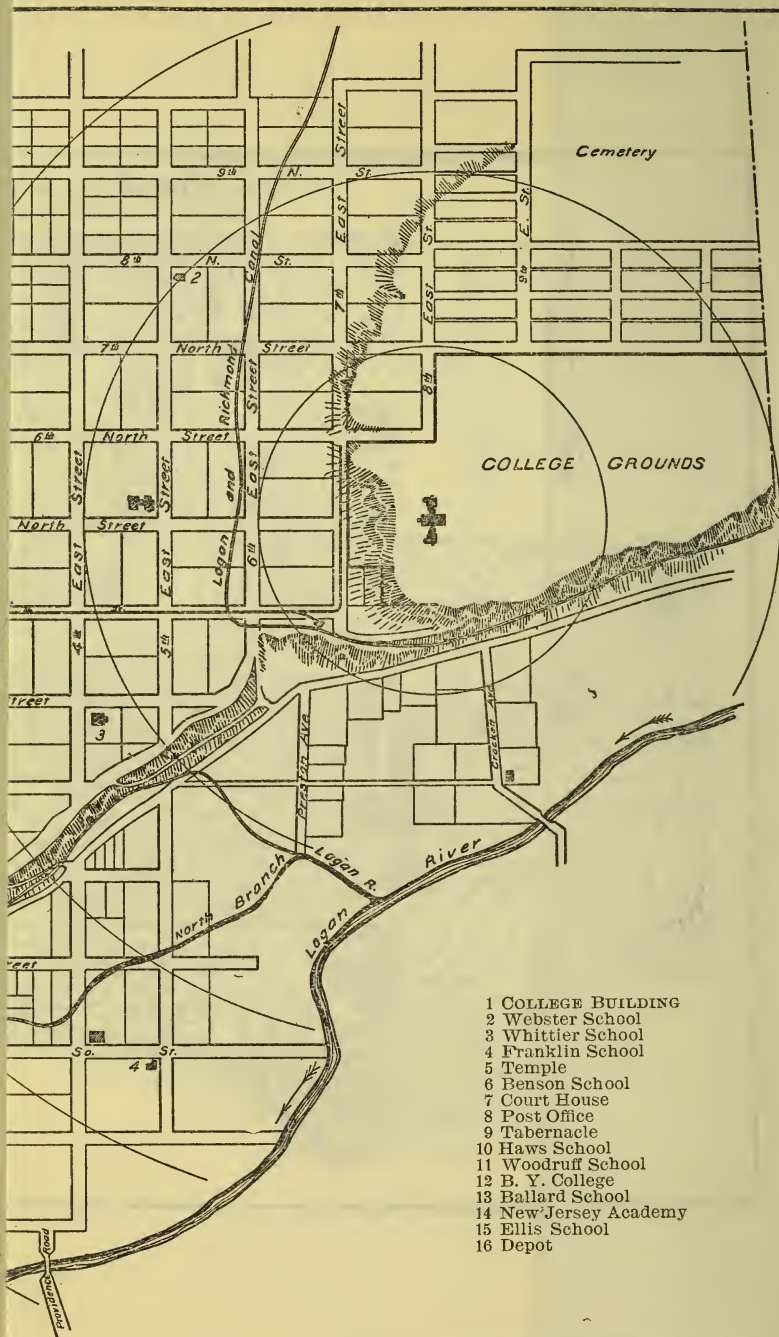 Cemetery
9th N. St.
East Street
E. St.
9th
8th N. St.
2
7th
East St.
8th
7th North Street
Logan and Richmond Canal
6th North Street
6th East Street
COLLEGE GROUNDS
North Street
4th East Street
5th East Street
treet
3
Preston Ave.
Crockett Ave.
North Branch Logan R.
Logan River
reet
So. St.
4
Providence Road
1 COLLEGE BUILDING
2 Webster School
3 Whittier School
4 Franklin School
5 Temple
6 Benson School
7 Court House
8 Post Office
9 Tabernacle
10 Haws School
11 Woodruff School
12 B. Y. College
13 Ballard School
14 New Jersey Academy
15 Ellis School
16 Depot